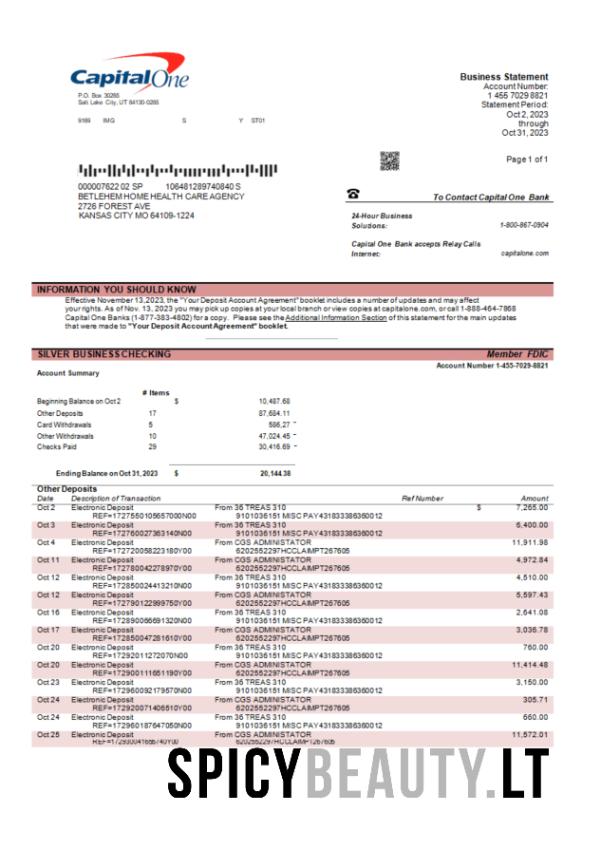 CapitalOne
P.O. Box 30285
Salt Lake City, UT 84130-0285
9169 IMG S Y ST01
Business Statement
Account Number:
1 455 7029 8821
Statement Period:
Oct 2, 2023
through
Oct 31, 2023
Page 1 of 1
000007622 02 SP 106481289740840 S
BETLEHEM HOME HEALTH CARE AGENCY
2726 FOREST AVE
KANSAS CITY MO 64109-1224
To Contact Capital One Bank
24-Hour Business
Solutions: 1-800-867-0904
Capital One Bank accepts Relay Calls
Internet: capitalone.com
INFORMATION YOU SHOULD KNOW
Effective November 13, 2023, the "Your Deposit Account Agreement" booklet includes a number of updates and may affect
your rights. As of Nov. 13, 2023 you may pick up copies at your local branch or view copies at capitalone.com, or call 1-888-464-7868
Capital One Banks (1-877-383-4802) for a copy. Please see the Additional Information Section of this statement for the main updates
that were made to "Your Deposit Account Agreement" booklet.
SILVER BUSINESS CHECKING Member FDIC
Account Number 1-455-7029-8821
Account Summary
# Items
Beginning Balance on Oct 2 $ 10,487.68
Other Deposits 17 87,684.11
Card Withdrawals 5 586,27 -
Other Withdrawals 10 47,024.45 -
Checks Paid 29 30,416.69 -
Ending Balance on Oct 31, 2023 $ 20,144.38
Other Deposits
Date Description of Transaction Ref Number Amount
Oct 2 Electronic Deposit From 36 TREAS 310 $ 7,265.00
REF=1727550105657000N00 9101036151 MISC PAY431833386360012
Oct 3 Electronic Deposit From 36 TREAS 310 6,400.00
REF=172760027363140N00 9101036151 MISC PAY431833386360012
Oct 4 Electronic Deposit From CGS ADMINISTATOR 11,911.98
REF=172720058223180Y00 6202552297HCCLAIMPT267605
Oct 11 Electronic Deposit From CGS ADMINISTATOR 4,972.84
REF=172780042278970Y00 6202552297HCCLAIMPT267605
Oct 12 Electronic Deposit From 36 TREAS 310 4,510.00
REF=172850024413210N00 9101036151 MISC PAY431833386360012
Oct 12 Electronic Deposit From CGS ADMINISTATOR 5,597.43
REF=172790122999750Y00 6202552297HCCLAIMPT267605
Oct 16 Electronic Deposit From 36 TREAS 310 2,641.08
REF=172890066691320N00 9101036151 MISC PAY431833386360012
Oct 17 Electronic Deposit From CGS ADMINISTATOR 3,036.78
REF=172850047281610Y00 6202552297HCCLAIMPT267605
Oct 20 Electronic Deposit From 36 TREAS 310 760.00
REF=172920112720​70N00 9101036151 MISC PAY431833386360012
Oct 20 Electronic Deposit From CGS ADMINISTATOR 11,414.48
REF=172900111651190Y00 6202552297HCCLAIMPT267605
Oct 23 Electronic Deposit From 36 TREAS 310 3,150.00
REF=172960092179570N00 9101036151 MISC PAY431833386360012
Oct 24 Electronic Deposit From CGS ADMINISTATOR 305.71
REF=172920071406510Y00 6202552297HCCLAIMPT267605
Oct 24 Electronic Deposit From 36 TREAS 310 660.00
REF=172960187647050N00 9101036151 MISC PAY431833386360012
Oct 25 Electronic Deposit From CGS ADMINISTATOR 11,572.01
6202552297HCCLAIMPT267605
SPICYBEAUTY.LT